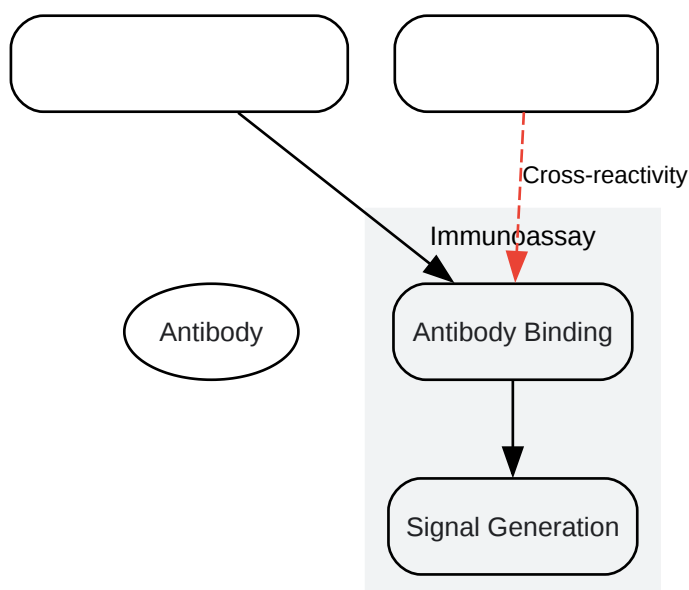 Cross-reactivity
Immunoassay
Antibody
Antibody Binding
Signal Generation